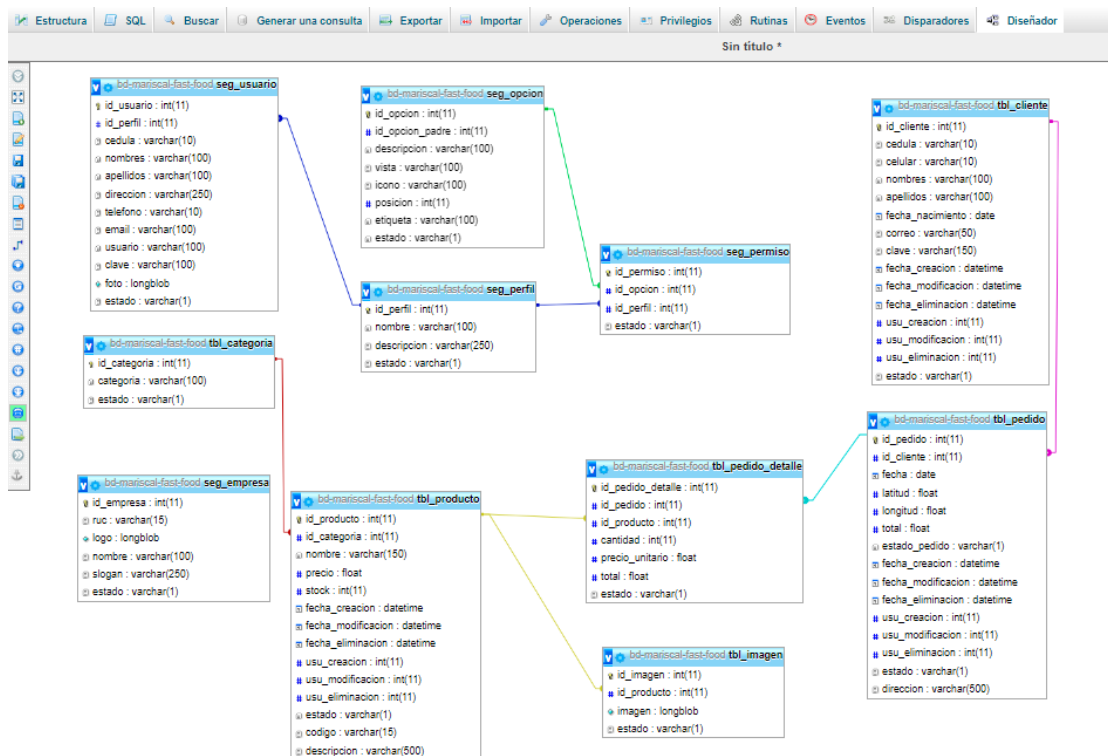 Estructura SQL Buscar Generar una consulta Exportar Importar Operaciones Privilegios Rutinas Eventos Disparadores Diseñador
Sin título *
bd-mariscal-fast-food seg_usuario
id_usuario : int(11)
id_perfil : int(11)
cedula : varchar(10)
nombres : varchar(100)
apellidos : varchar(100)
direccion : varchar(250)
telefono : varchar(10)
email : varchar(100)
usuario : varchar(100)
clave : varchar(100)
foto : longblob
estado : varchar(1)
bd-mariscal-fast-food seg_opcion
id_opcion : int(11)
id_opcion_padre : int(11)
descripcion : varchar(100)
vista : varchar(100)
icono : varchar(100)
posicion : int(11)
etiqueta : varchar(100)
estado : varchar(1)
bd-mariscal-fast-food tbl_cliente
id_cliente : int(11)
cedula : varchar(10)
celular : varchar(10)
nombres : varchar(100)
apellidos : varchar(100)
fecha_nacimiento : date
correo : varchar(50)
clave : varchar(150)
fecha_creacion : datetime
fecha_modificacion : datetime
fecha_eliminacion : datetime
usu_creacion : int(11)
usu_modificacion : int(11)
usu_eliminacion : int(11)
estado : varchar(1)
bd-mariscal-fast-food seg_permiso
id_permiso : int(11)
id_opcion : int(11)
id_perfil : int(11)
estado : varchar(1)
bd-mariscal-fast-food seg_perfil
id_perfil : int(11)
nombre : varchar(100)
descripcion : varchar(250)
estado : varchar(1)
bd-mariscal-fast-food tbl_categoria
id_categoria : int(11)
categoria : varchar(100)
estado : varchar(1)
bd-mariscal-fast-food tbl_pedido
id_pedido : int(11)
id_cliente : int(11)
fecha : date
latitud : float
longitud : float
total : float
estado_pedido : varchar(1)
fecha_creacion : datetime
fecha_modificacion : datetime
fecha_eliminacion : datetime
usu_creacion : int(11)
usu_modificacion : int(11)
usu_eliminacion : int(11)
estado : varchar(1)
direccion : varchar(500)
bd-mariscal-fast-food tbl_pedido_detalle
id_pedido_detalle : int(11)
id_pedido : int(11)
id_producto : int(11)
cantidad : int(11)
precio_unitario : float
total : float
estado : varchar(1)
bd-mariscal-fast-food seg_empresa
id_empresa : int(11)
ruc : varchar(15)
logo : longblob
nombre : varchar(100)
slogan : varchar(250)
estado : varchar(1)
bd-mariscal-fast-food tbl_producto
id_producto : int(11)
id_categoria : int(11)
nombre : varchar(150)
precio : float
stock : int(11)
fecha_creacion : datetime
fecha_modificacion : datetime
fecha_eliminacion : datetime
usu_creacion : int(11)
usu_modificacion : int(11)
usu_eliminacion : int(11)
estado : varchar(1)
codigo : varchar(15)
descripcion : varchar(500)
bd-mariscal-fast-food tbl_imagen
id_imagen : int(11)
id_producto : int(11)
imagen : longblob
estado : varchar(1)